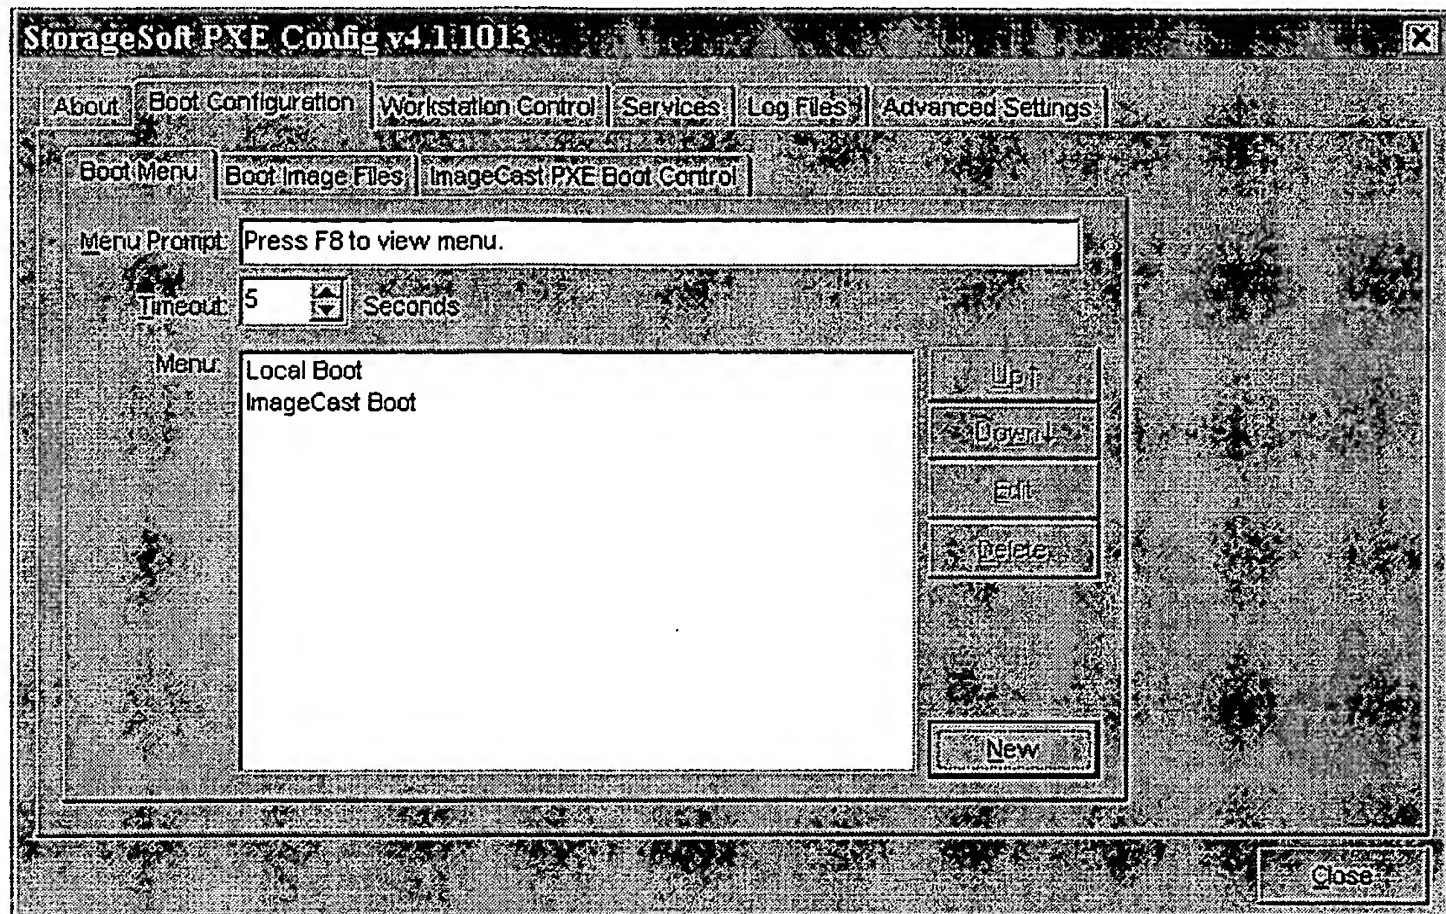 StorageSoft PXE Config v4.1.1013
About Boot Configuration Workstation Control Services Log Files Advanced Settings
Boot Menu Boot Image Files ImageCast PXE Boot Control
Menu Prompt: Press F8 to view menu.
Timeout: 5 Seconds
Menu:
Local Boot
ImageCast Boot
Up ↑
Down ↓
Edit
Delete
New
Close